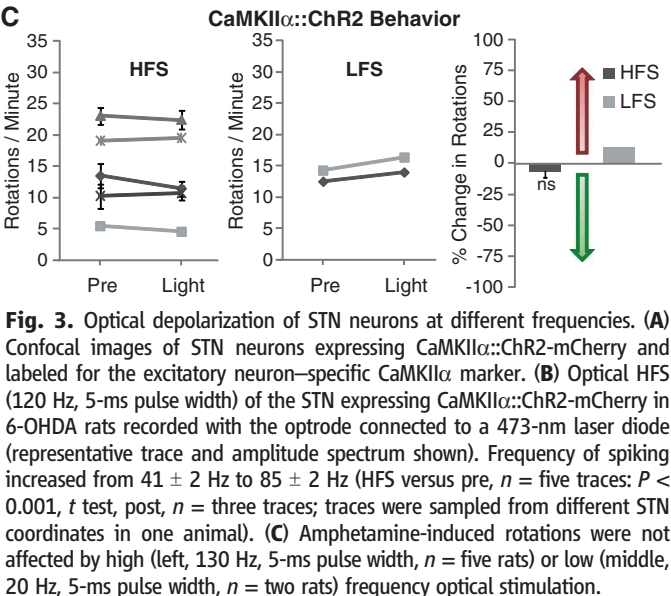 C
CaMKIIα::ChR2 Behavior
Rotations / Minute
35
30
25
20
15
10
5
0
HFS
Pre
Light
Rotations / Minute
35
30
25
20
15
10
5
0
LFS
Pre
Light
% Change in Rotations
100
75
50
25
0
-25
-50
-75
-100
HFS
LFS
ns
Fig. 3. Optical depolarization of STN neurons at different frequencies. (A)
Confocal images of STN neurons expressing CaMKIIα::ChR2-mCherry and
labeled for the excitatory neuron–specific CaMKIIα marker. (B) Optical HFS
(120 Hz, 5-ms pulse width) of the STN expressing CaMKIIα::ChR2-mCherry in
6-OHDA rats recorded with the optrode connected to a 473-nm laser diode
(representative trace and amplitude spectrum shown). Frequency of spiking
increased from 41 ± 2 Hz to 85 ± 2 Hz (HFS versus pre, n = five traces: P <
0.001, t test, post, n = three traces; traces were sampled from different STN
coordinates in one animal). (C) Amphetamine-induced rotations were not
affected by high (left, 130 Hz, 5-ms pulse width, n = five rats) or low (middle,
20 Hz, 5-ms pulse width, n = two rats) frequency optical stimulation.